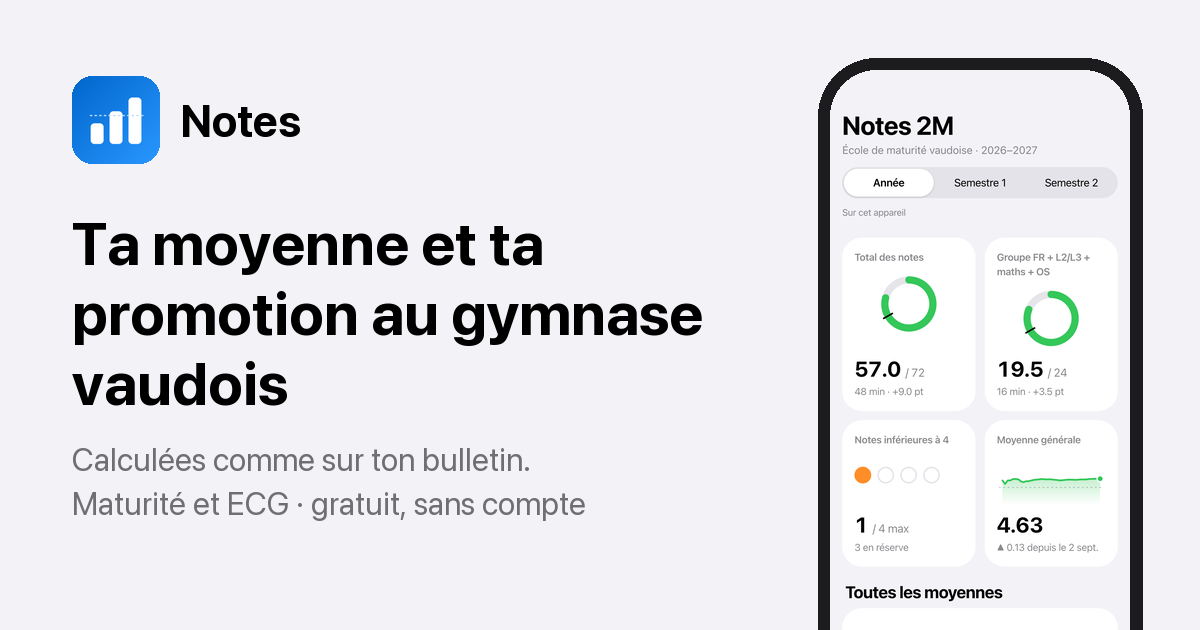 Notes
Ta moyenne et ta
promotion au gymnase
vaudois
Calculées comme sur ton bulletin.
Maturité et ECG · gratuit, sans compte
Notes 2M
École de maturité vaudoise · 2026–2027
Année
Semestre 1
Semestre 2
Sur cet appareil
Total des notes
57.0 / 72
48 min · +9.0 pt
Groupe FR + L2/L3 +
maths + OS
19.5 / 24
16 min · +3.5 pt
Notes inférieures à 4
1 / 4 max
3 en réserve
Moyenne générale
4.63
▲ 0.13 depuis le 2 sept.
Toutes les moyennes